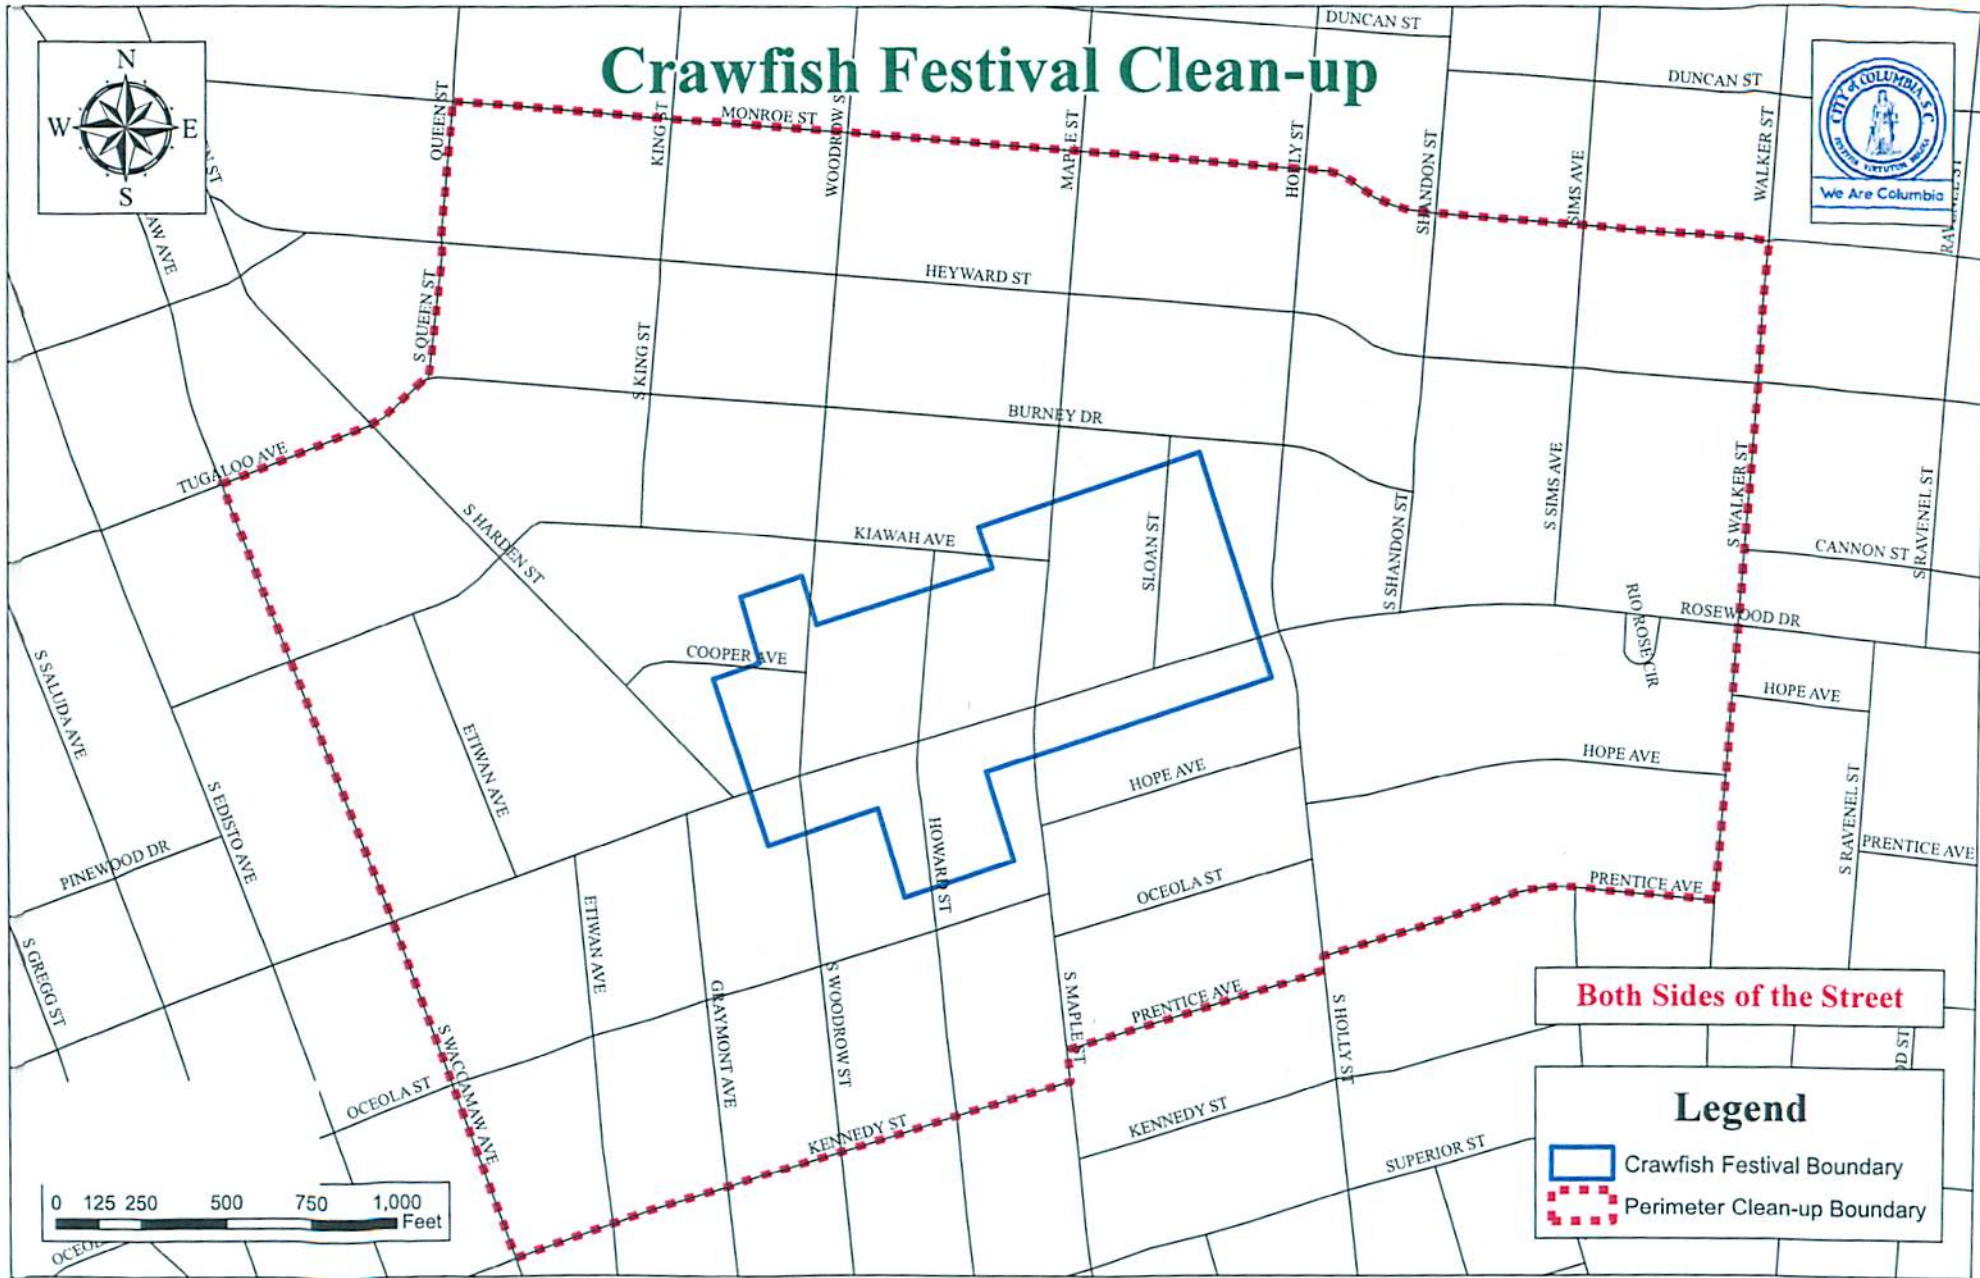 Crawfish Festival Clean-up
N
W E
S
CITY of COLUMBIA, S C
We Are Columbia
DUNCAN ST
DUNCAN ST
QUEEN ST
KING ST
MONROE ST
MAPLE ST
HOLLY ST
SHANDON ST
SIMS AVE
WALKER ST
HEYWARD ST
S QUEEN ST
S KING ST
BURNEY DR
TUGALOO AVE
S HARDEN ST
KIAWAH AVE
SLOAN ST
S SHANDON ST
S SIMS AVE
S WALKER ST
S RAVENEL ST
CANNON ST
ROSEWOOD DR
RIO ROSE CIR
COOPER AVE
S SALUDA AVE
ETIWAN AVE
HOPE AVE
HOPE AVE
HOPE AVE
S EDISTO AVE
PINEWOOD DR
HOWARD ST
S RAVENEL ST
PRENTICE AVE
PRENTICE AVE
OCEOLA ST
ETIWAN AVE
S GREGG ST
GRAYMONT AVE
S WOODROW ST
S MAPLE ST
PRENTICE AVE
S HOLLY ST
S WACCAMAW AVE
OCEOLA ST
KENNEDY ST
KENNEDY ST
SUPERIOR ST
Both Sides of the Street
Legend
Crawfish Festival Boundary
Perimeter Clean-up Boundary
0 125 250 500 750 1,000
Feet